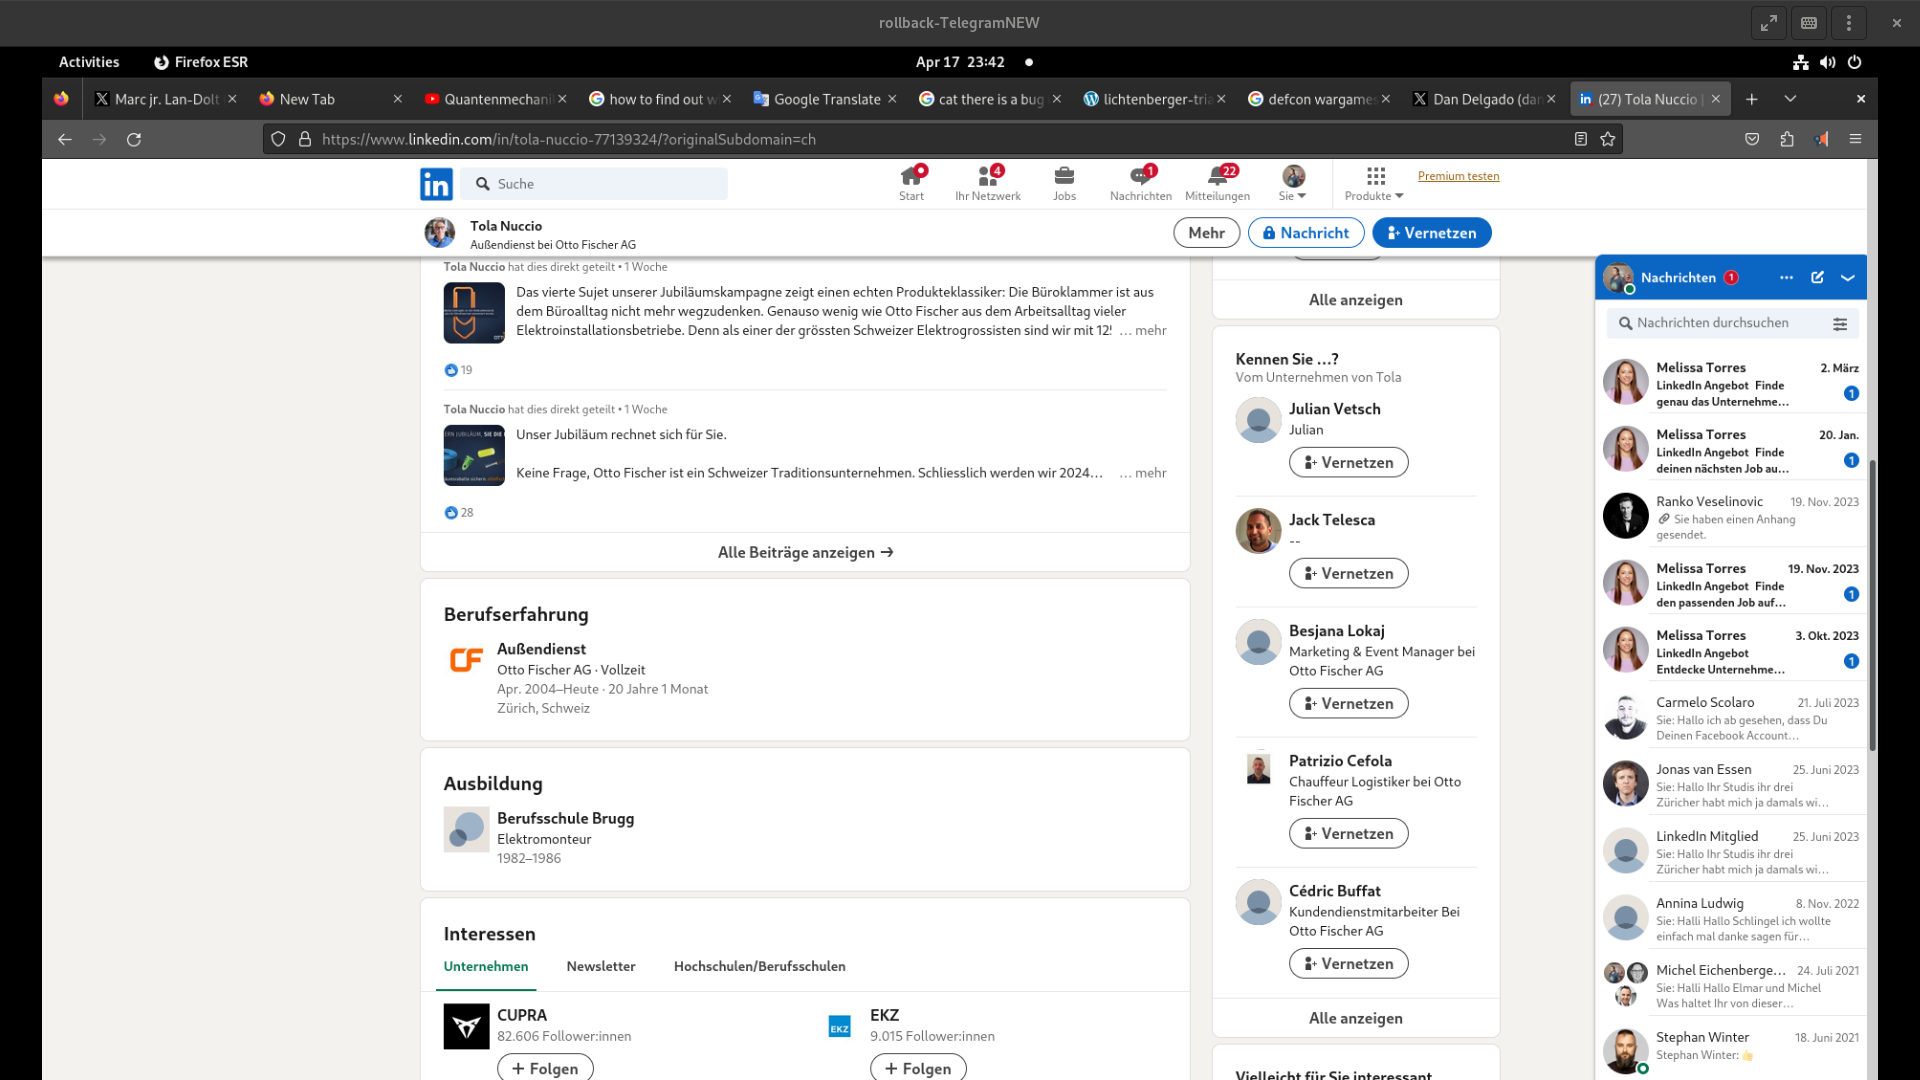 rollback-TelegramNEW
Activities
Firefox ESR
Apr 17 23:42
Marc jr. Lan-Dolt
New Tab
Quantenmechani
how to find out w
Google Translate
cat there is a bug
lichtenberger-tria
defcon wargames
Dan Delgado (dan
(27) Tola Nuccio |
https://www.linkedin.com/in/tola-nuccio-77139324/?originalSubdomain=ch
in
Suche
Start
4
Ihr Netzwerk
Jobs
1
Nachrichten
22
Mitteilungen
Sie
Produkte
Premium testen
Tola Nuccio
Außendienst bei Otto Fischer AG
Mehr
Nachricht
Vernetzen
Tola Nuccio hat dies direkt geteilt • 1 Woche
Das vierte Sujet unserer Jubiläumskampagne zeigt einen echten Produkteklassiker: Die Büroklammer ist aus
dem Büroalltag nicht mehr wegzudenken. Genauso wenig wie Otto Fischer aus dem Arbeitsalltag vieler
Elektroinstallationsbetriebe. Denn als einer der grössten Schweizer Elektrogrossisten sind wir mit 12! … mehr
19
Tola Nuccio hat dies direkt geteilt • 1 Woche
Unser Jubiläum rechnet sich für Sie.
Keine Frage, Otto Fischer ist ein Schweizer Traditionsunternehmen. Schliesslich werden wir 2024… … mehr
28
Alle Beiträge anzeigen →
Berufserfahrung
Außendienst
Otto Fischer AG · Vollzeit
Apr. 2004–Heute · 20 Jahre 1 Monat
Zürich, Schweiz
Ausbildung
Berufsschule Brugg
Elektromonteur
1982–1986
Interessen
Unternehmen
Newsletter
Hochschulen/Berufsschulen
CUPRA
82.606 Follower:innen
+ Folgen
EKZ
EKZ
9.015 Follower:innen
+ Folgen
Alle anzeigen
Kennen Sie …?
Vom Unternehmen von Tola
Julian Vetsch
Julian
Vernetzen
Jack Telesca
--
Vernetzen
Besjana Lokaj
Marketing & Event Manager bei
Otto Fischer AG
Vernetzen
Patrizio Cefola
Chauffeur Logistiker bei Otto
Fischer AG
Vernetzen
Cédric Buffat
Kundendienstmitarbeiter Bei
Otto Fischer AG
Vernetzen
Alle anzeigen
Vielleicht für Sie interessant
Nachrichten 1
Nachrichten durchsuchen
Melissa Torres 2. März
LinkedIn Angebot Finde
genau das Unternehme… 1
Melissa Torres 20. Jan.
LinkedIn Angebot Finde
deinen nächsten Job au… 1
Ranko Veselinovic 19. Nov. 2023
Sie haben einen Anhang
gesendet.
Melissa Torres 19. Nov. 2023
LinkedIn Angebot Finde
den passenden Job auf… 1
Melissa Torres 3. Okt. 2023
LinkedIn Angebot
Entdecke Unternehme… 1
Carmelo Scolaro 21. Juli 2023
Sie: Hallo ich ab gesehen, dass Du
Deinen Facebook Account…
Jonas van Essen 25. Juni 2023
Sie: Hallo Ihr Studis ihr drei
Züricher habt mich ja damals wi…
LinkedIn Mitglied 25. Juni 2023
Sie: Hallo Ihr Studis ihr drei
Züricher habt mich ja damals wi…
Annina Ludwig 8. Nov. 2022
Sie: Halli Hallo Schlingel ich wollte
einfach mal danke sagen für…
Michel Eichenberge… 24. Juli 2021
Sie: Halli Hallo Elmar und Michel
Was haltet Ihr von dieser…
Stephan Winter 18. Juni 2021
Stephan Winter: 👍